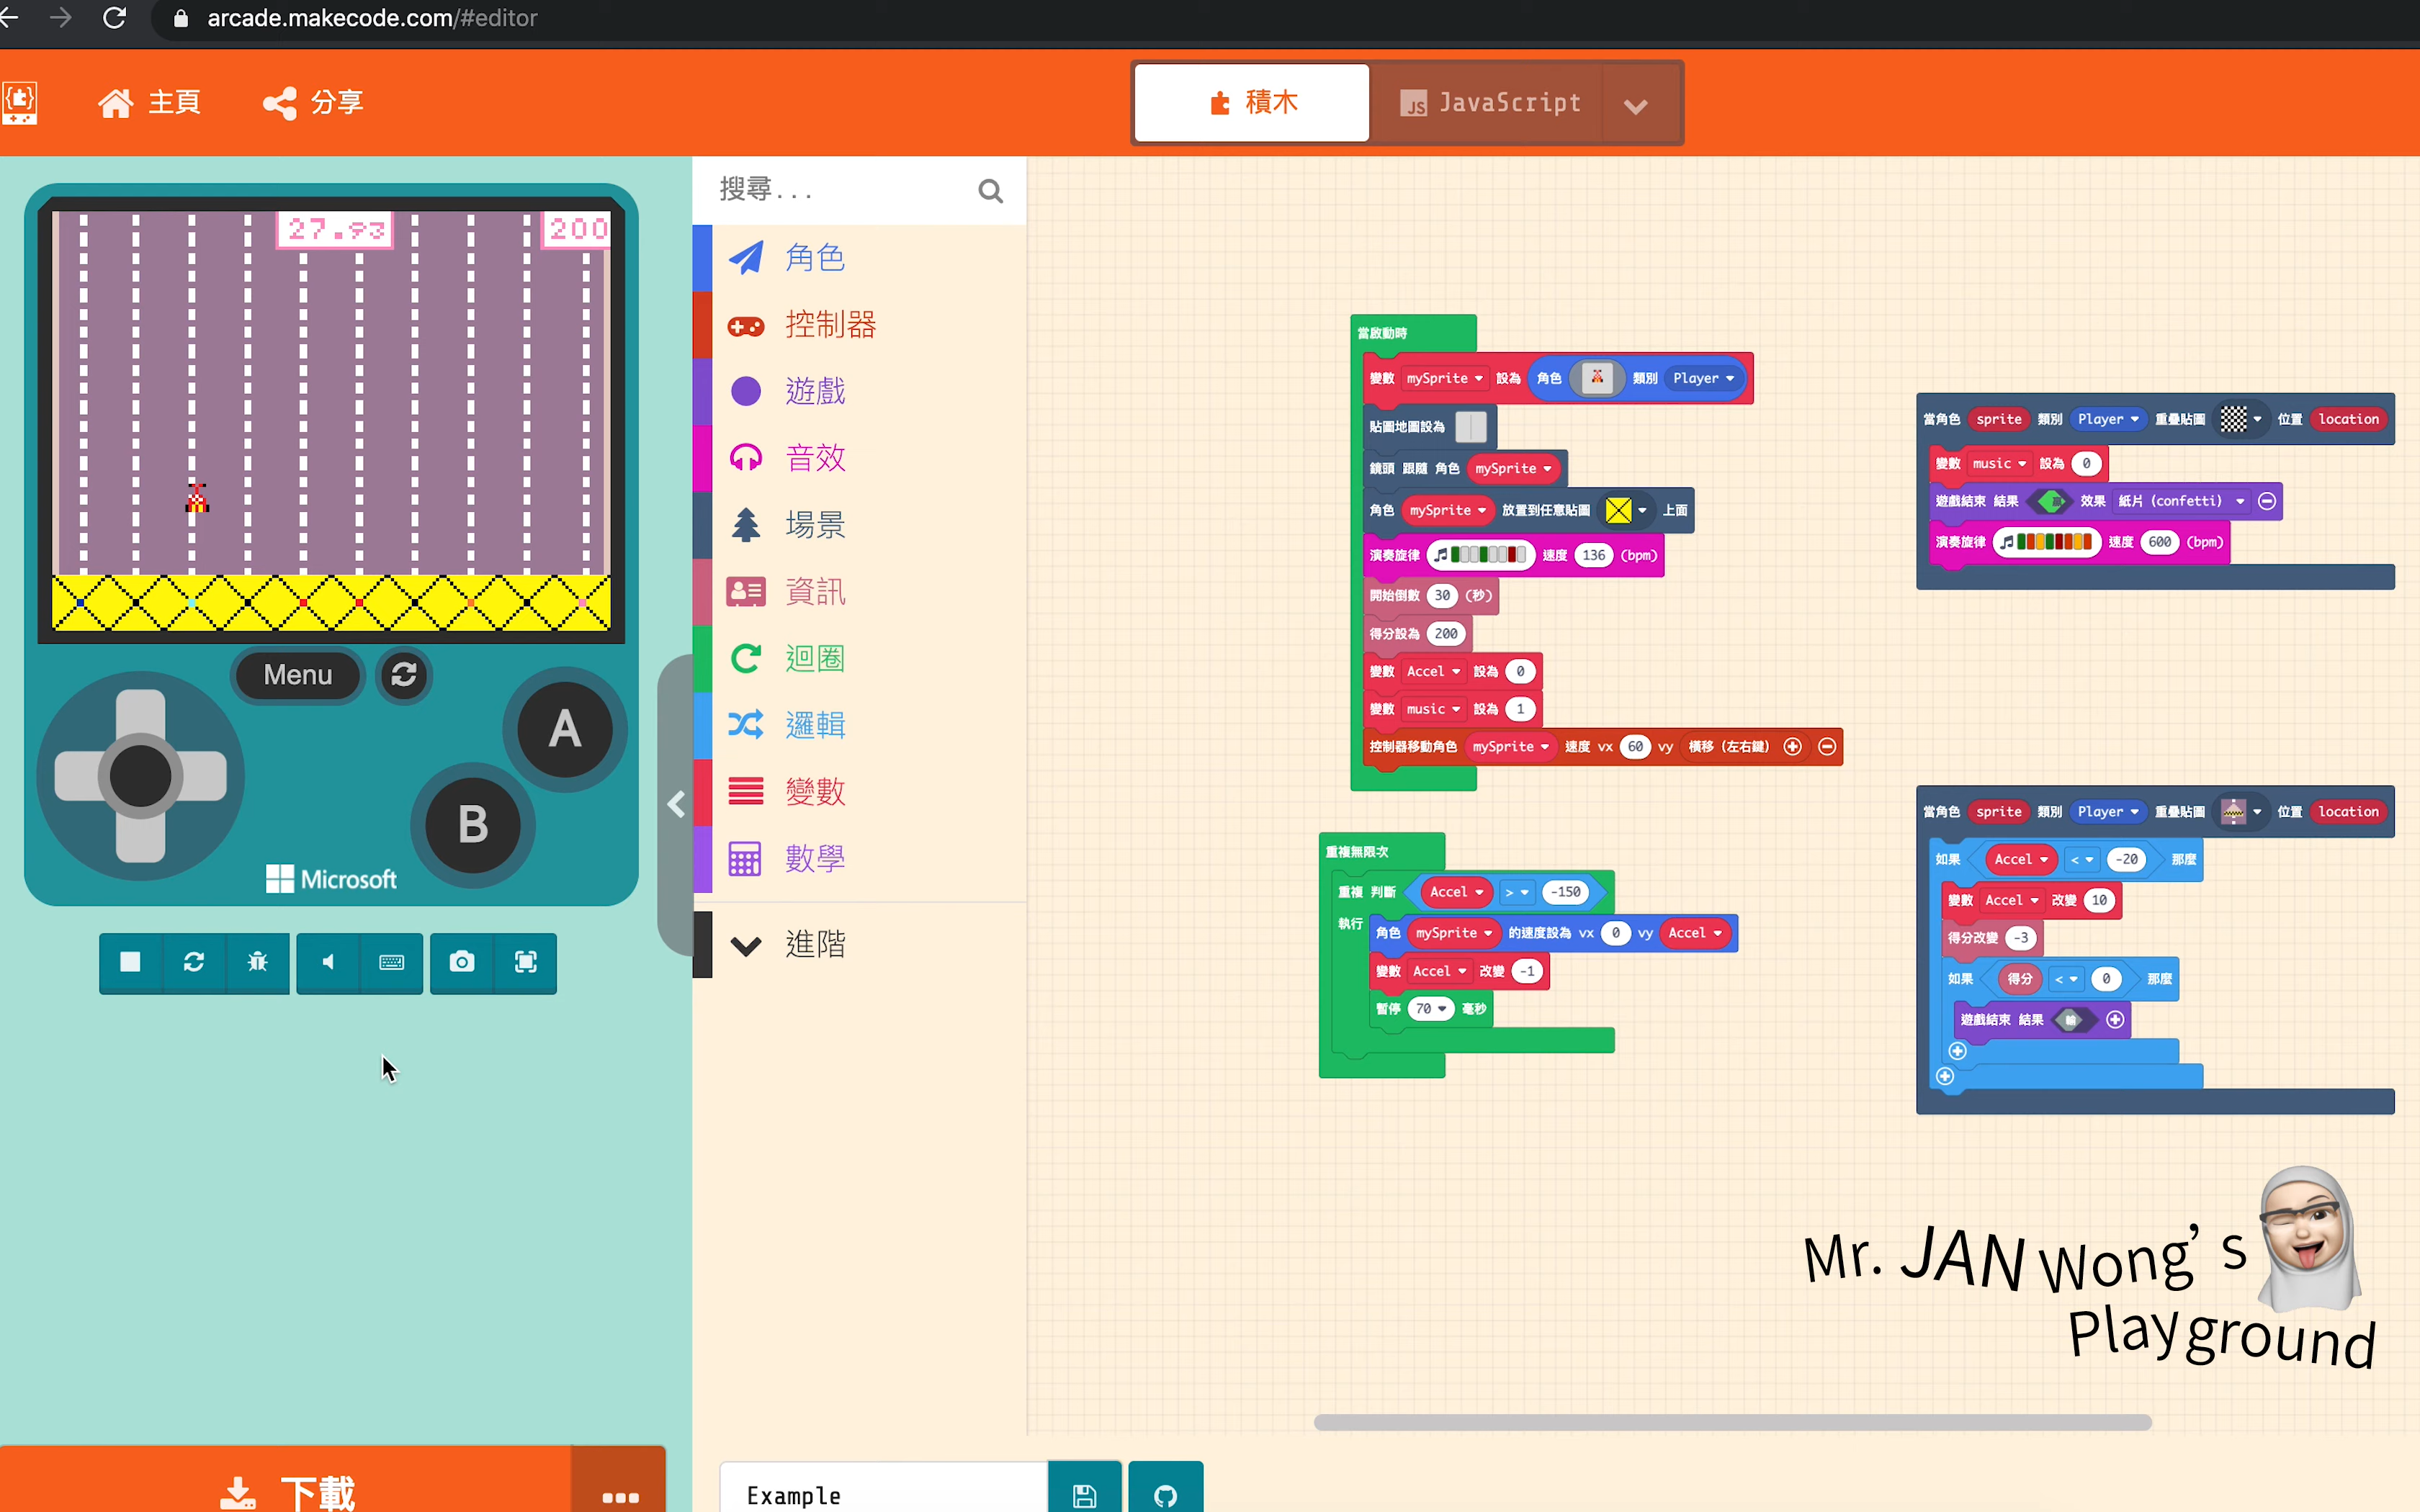 arcade.makecode.com/#editor
主頁
分享
積木
JS JavaScript
27.93
200
Menu
A
B
Microsoft
搜尋...
角色
控制器
遊戲
音效
場景
資訊
迴圈
邏輯
變數
數學
進階
當啟動時
變數 mySprite 設為 角色 類別 Player
貼圖地圖設為
鏡頭 跟隨 角色 mySprite
角色 mySprite 放置到任意貼圖 上面
演奏旋律 速度 136 (bpm)
開始倒數 30 (秒)
得分設為 200
變數 Accel 設為 0
變數 music 設為 1
控制器移動角色 mySprite 速度 vx 60 vy 橫移 (左右鍵)
重複無限次
重複 判斷 Accel > -150
執行
角色 mySprite 的速度設為 vx 0 vy Accel
變數 Accel 改變 -1
暫停 70 毫秒
當角色 sprite 類別 Player 重疊貼圖 位置 location
變數 music 設為 0
遊戲結束 結果 效果 紙片 (confetti)
演奏旋律 速度 600 (bpm)
當角色 sprite 類別 Player 重疊貼圖 位置 location
如果 Accel < -20 那麼
變數 Accel 改變 10
得分改變 -3
如果 得分 < 0 那麼
遊戲結束 結果 輸
Mr. JAN Wong's
Playground
下載
Example